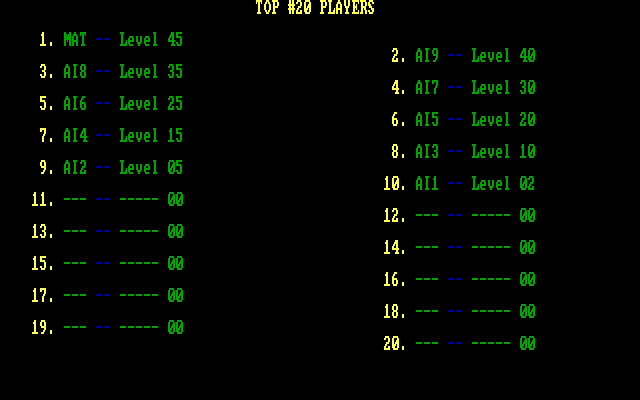 TOP #20 PLAYERS
1. MAT -- Level 45
2. AI9 -- Level 40
3. AI8 -- Level 35
4. AI7 -- Level 30
5. AI6 -- Level 25
6. AI5 -- Level 20
7. AI4 -- Level 15
8. AI3 -- Level 10
9. AI2 -- Level 05
10. AI1 -- Level 02
11. --- -- ----- 00
12. --- -- ----- 00
13. --- -- ----- 00
14. --- -- ----- 00
15. --- -- ----- 00
16. --- -- ----- 00
17. --- -- ----- 00
18. --- -- ----- 00
19. --- -- ----- 00
20. --- -- ----- 00